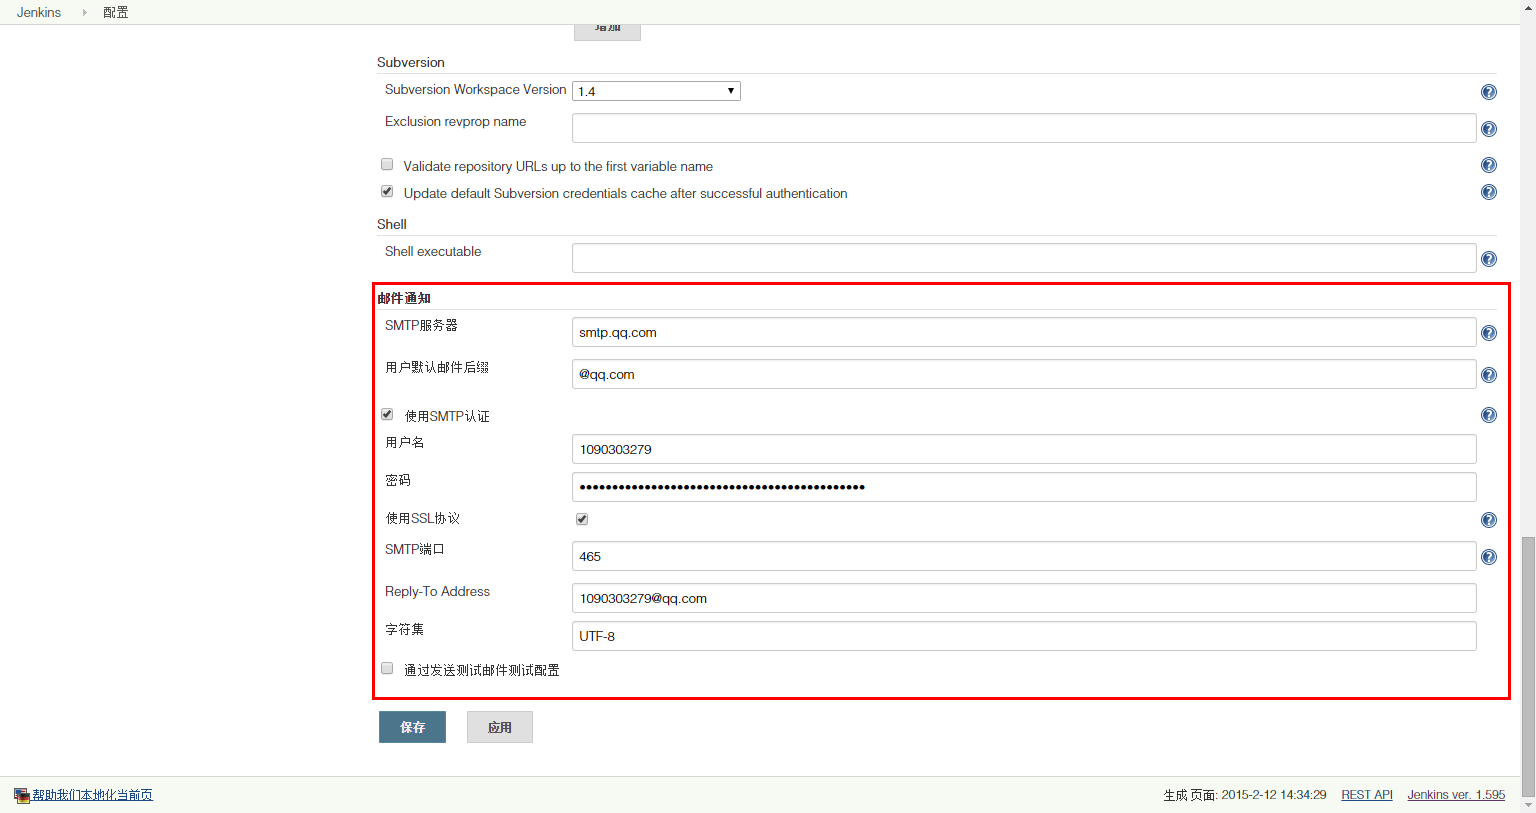 Jenkins 配置
增加
Subversion
Subversion Workspace Version 1.4
Exclusion revprop name
Validate repository URLs up to the first variable name
Update default Subversion credentials cache after successful authentication
Shell
Shell executable
邮件通知
SMTP服务器 smtp.qq.com
用户默认邮件后缀 @qq.com
使用SMTP认证
用户名 1090303279
密码 ••••••••••••••••••••••••••••••••••••••••••••
使用SSL协议
SMTP端口 465
Reply-To Address 1090303279@qq.com
字符集 UTF-8
通过发送测试邮件测试配置
保存 应用
帮助我们本地化当前页 生成 页面: 2015-2-12 14:34:29 REST API Jenkins ver. 1.595